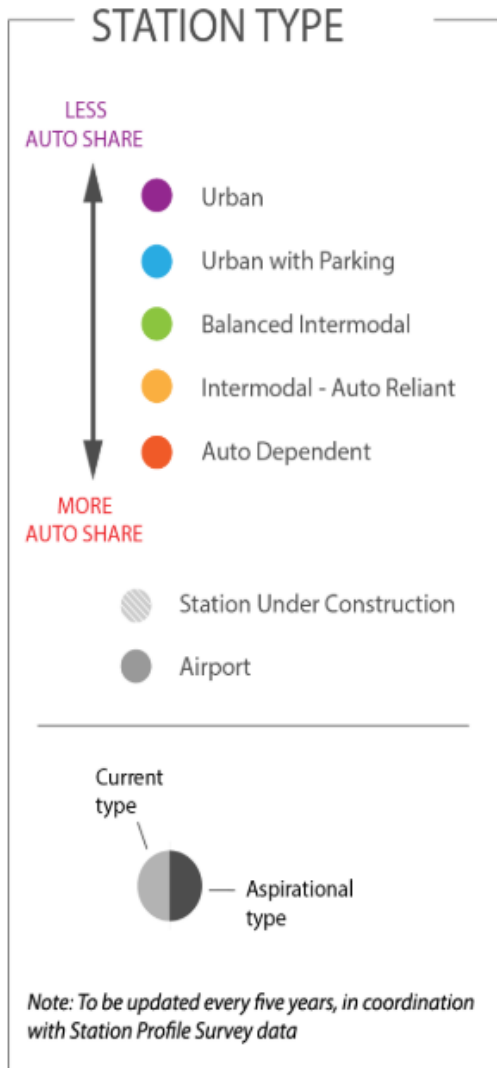 STATION TYPE
LESS
AUTO SHARE
Urban
Urban with Parking
Balanced Intermodal
Intermodal - Auto Reliant
Auto Dependent
MORE
AUTO SHARE
Station Under Construction
Airport
Current
type
Aspirational
type
Note: To be updated every five years, in coordination
with Station Profile Survey data